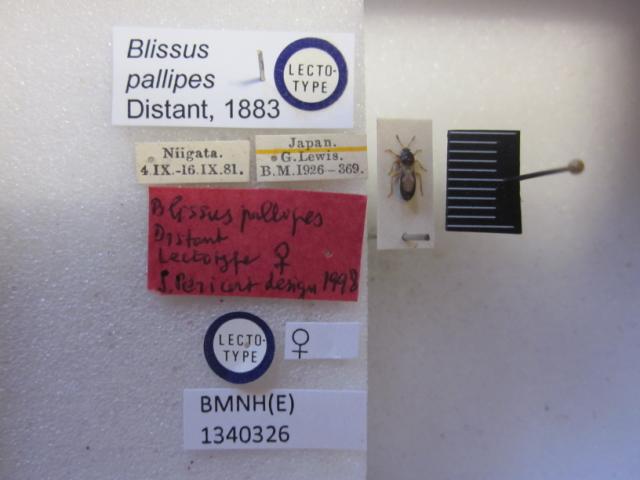 Blissus
pallipes
Distant, 1883
LECTO-
TYPE
Niigata.
4.IX.-16.IX.81.
Japan.
G.Lewis.
B.M.1926-369.
Blissus pallipes
Distant
Lectotype ♀
design 1998
LECTO-
TYPE
♀
BMNH(E)
1340326